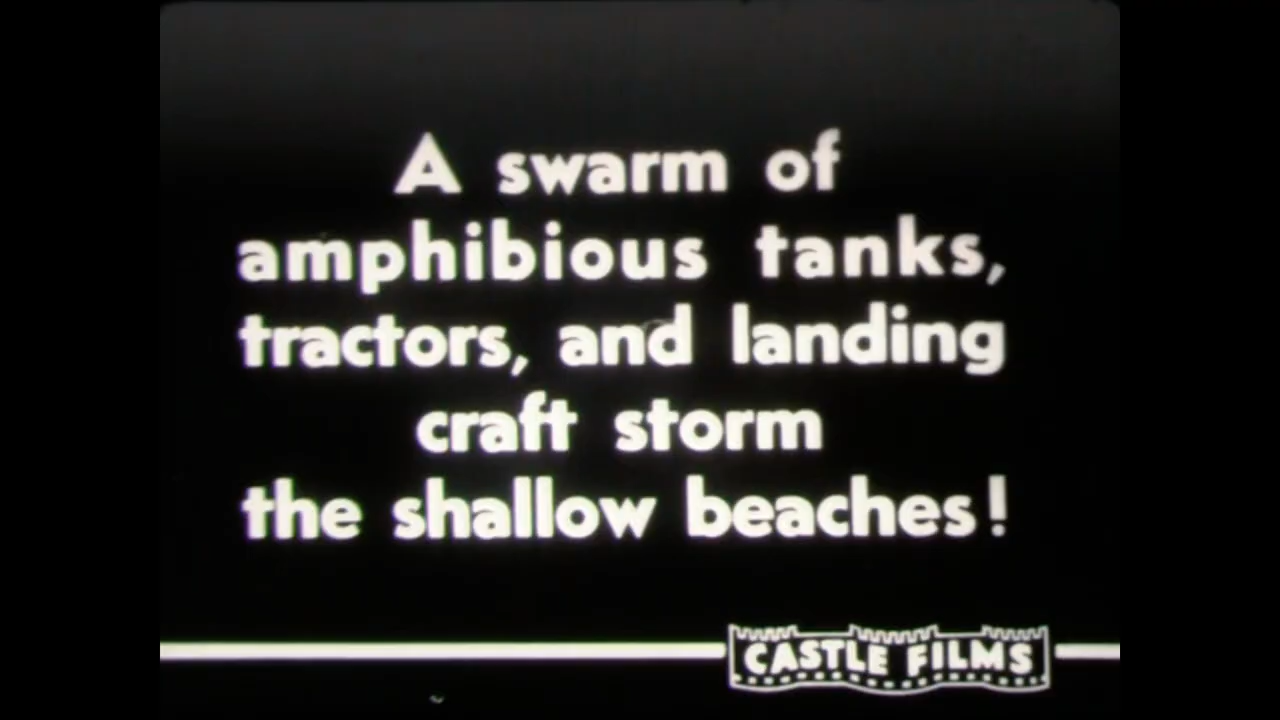 A swarm of
amphibious tanks,
tractors, and landing
craft storm
the shallow beaches!
CASTLE FILMS